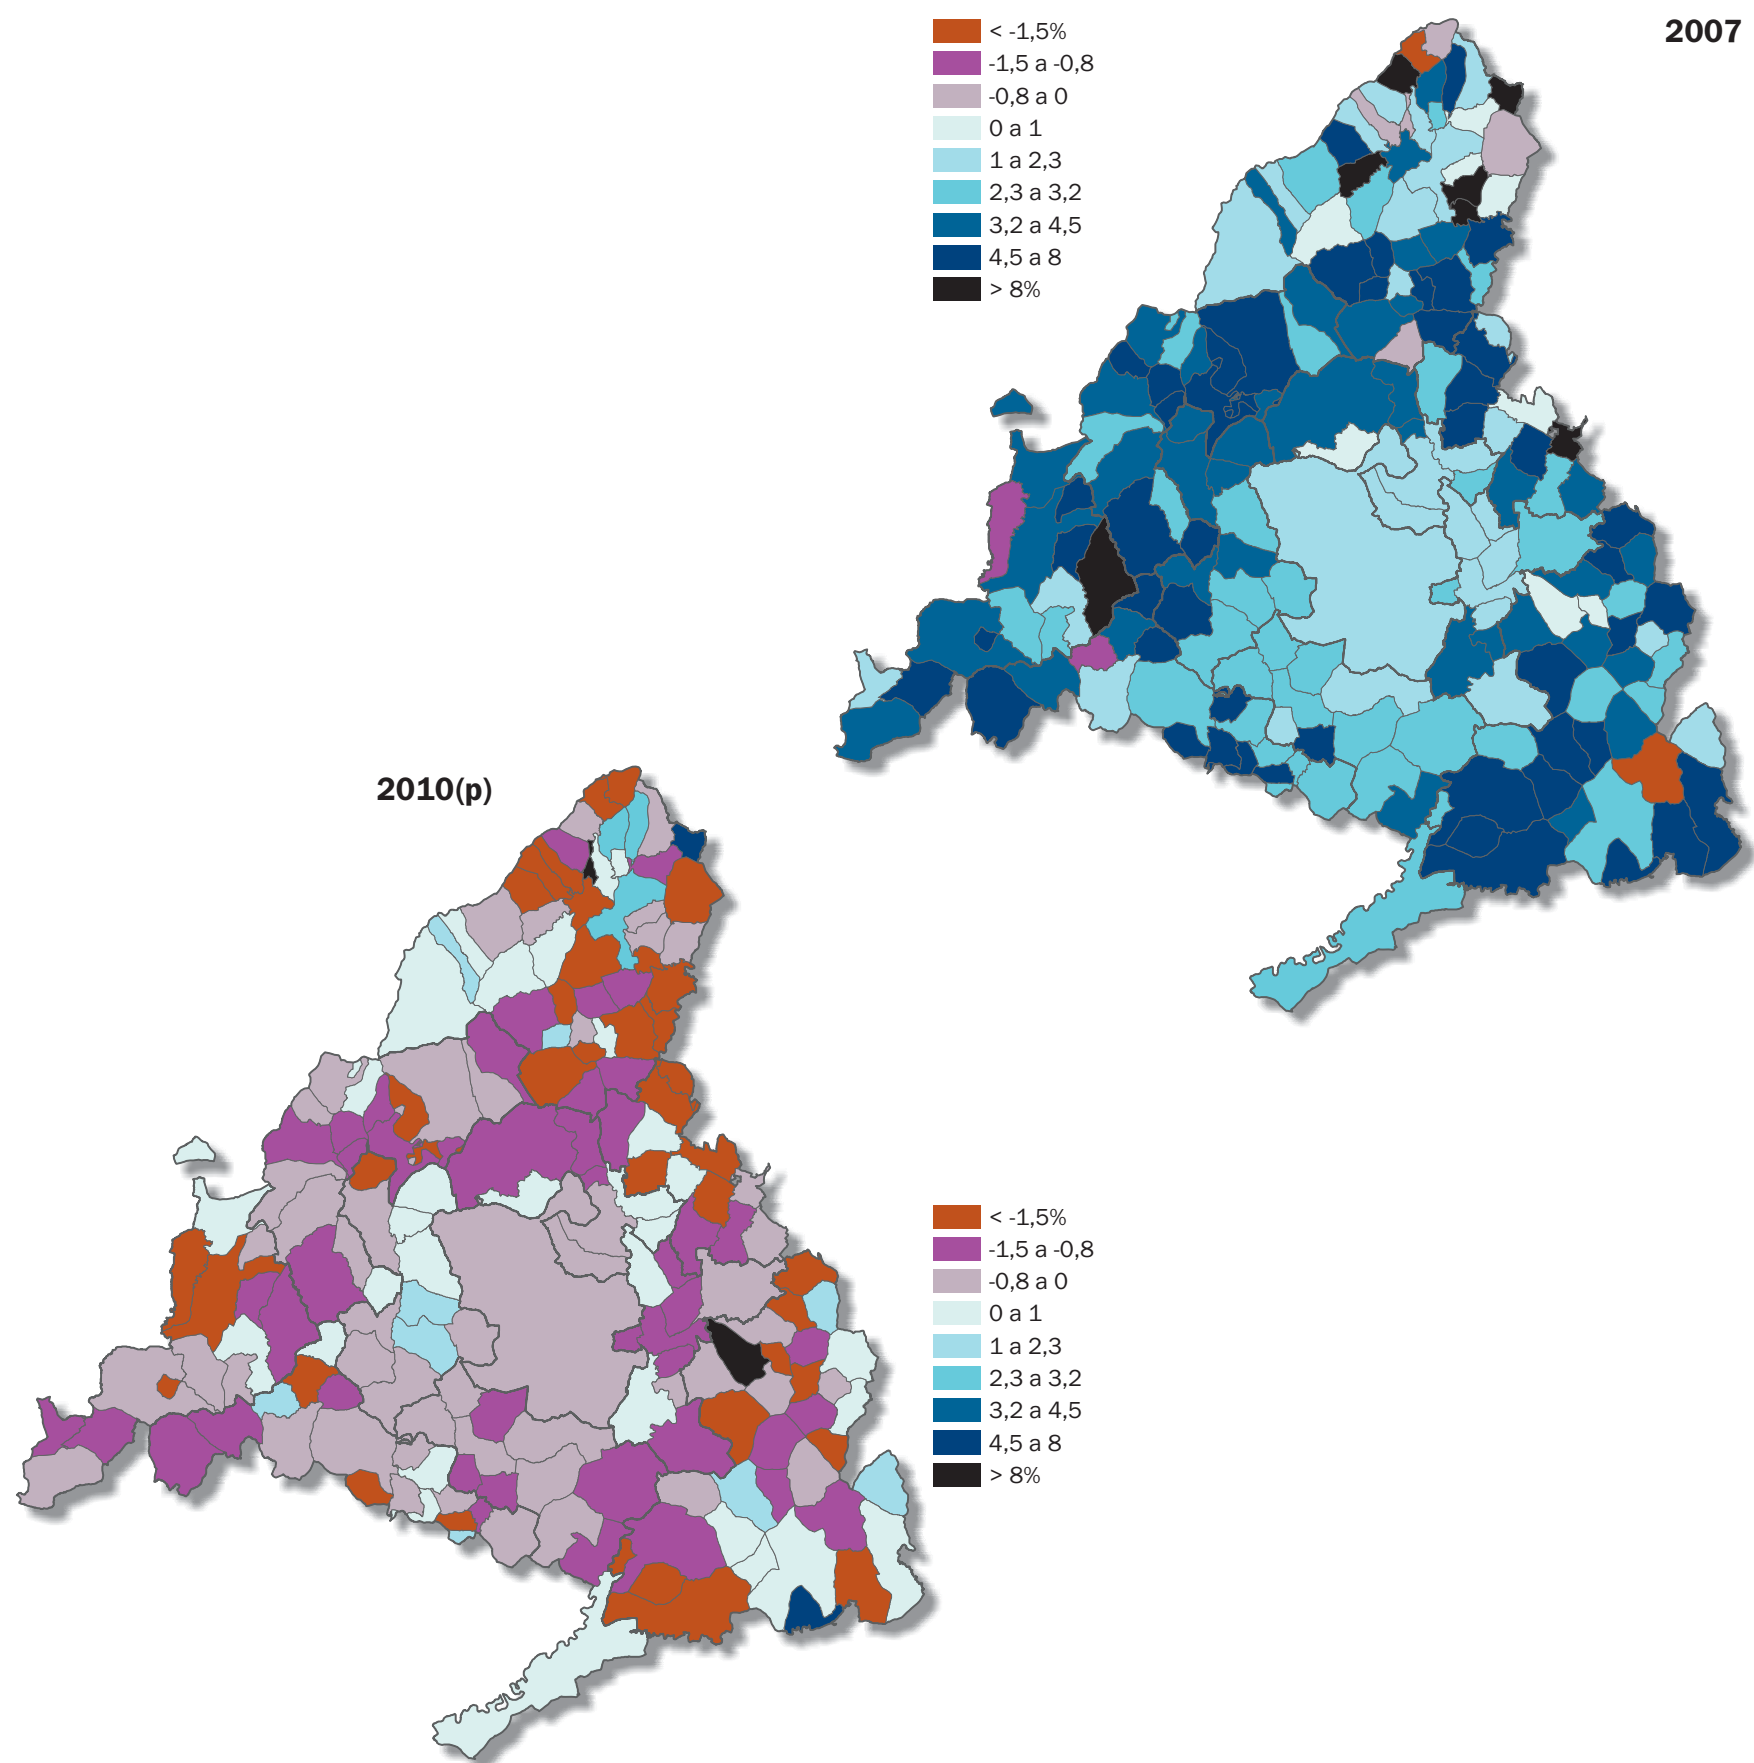 2007
< -1,5%
-1,5 a -0,8
-0,8 a 0
0 a 1
1 a 2,3
2,3 a 3,2
3,2 a 4,5
4,5 a 8
> 8%
2010(p)
< -1,5%
-1,5 a -0,8
-0,8 a 0
0 a 1
1 a 2,3
2,3 a 3,2
3,2 a 4,5
4,5 a 8
> 8%